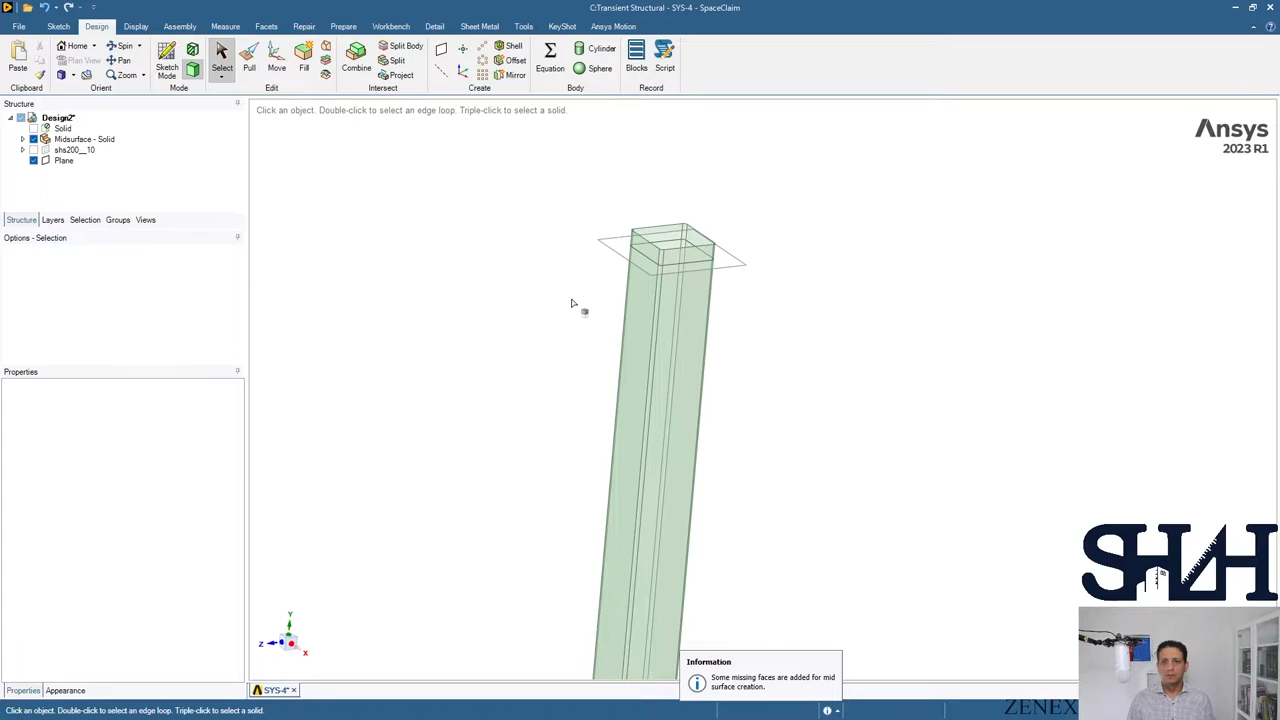 C:Transient Structural - SYS-4 - SpaceClaim
File Sketch Design Display Assembly Measure Facets Repair Prepare Workbench Detail Sheet Metal Tools KeyShot Ansys Motion
Home Spin Split Body Shell Cylinder
Plan View Pan Split Offset Sphere
Zoom Project Mirror
Paste Sketch Mode Select Pull Move Fill Combine Equation Blocks Script
Clipboard Orient Mode Edit Intersect Create Body Record
Structure
Click an object. Double-click to select an edge loop. Triple-click to select a solid.
Design2*
Solid
Midsurface - Solid
shs200__10
Plane
Ansys
2023 R1
Structure Layers Selection Groups Views
Options - Selection
Properties
Y
Z
X
SHZH
Information
Some missing faces are added for mid
surface creation.
Properties Appearance
SYS-4*
Click an object. Double-click to select an edge loop. Triple-click to select a solid.
ZENEX